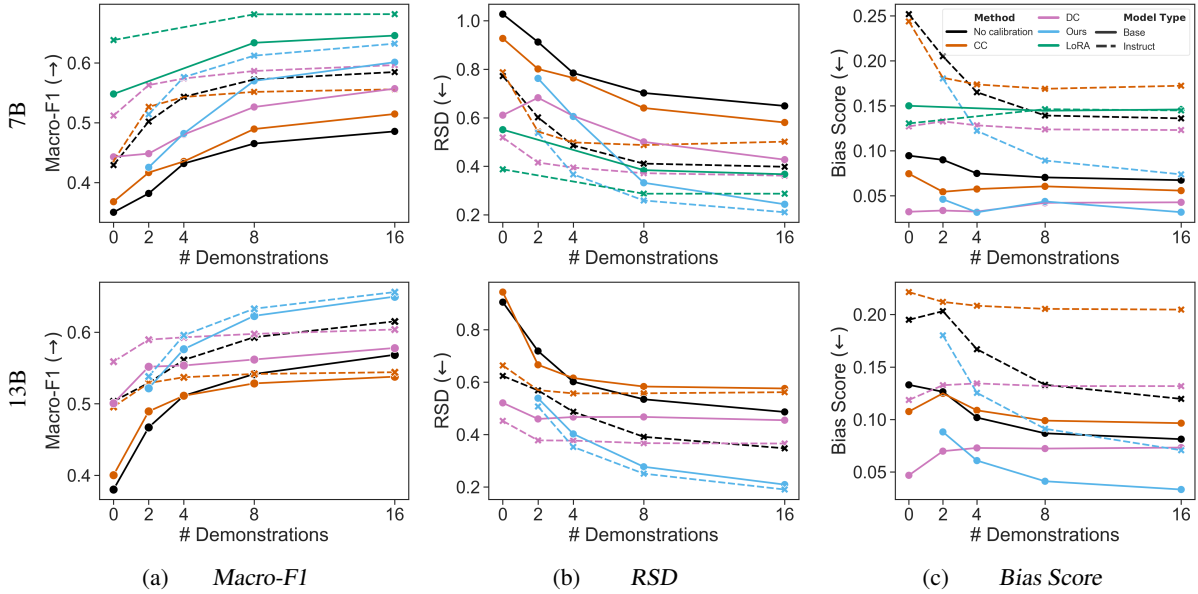 7B
Macro-F1 (→)
0.6
0.5
0.4
0 2 4 8 16
# Demonstrations
RSD (←)
1.0
0.8
0.6
0.4
0.2
0 2 4 8 16
# Demonstrations
Bias Score (←)
0.25
0.20
0.15
0.10
0.05
0 2 4 8 16
# Demonstrations
Method
No calibration
CC
DC
Ours
LoRA
Model Type
Base
Instruct
13B
Macro-F1 (→)
0.6
0.5
0.4
0 2 4 8 16
# Demonstrations
RSD (←)
0.8
0.6
0.4
0.2
0 2 4 8 16
# Demonstrations
Bias Score (←)
0.20
0.15
0.10
0.05
0 2 4 8 16
# Demonstrations
(a) Macro-F1
(b) RSD
(c) Bias Score